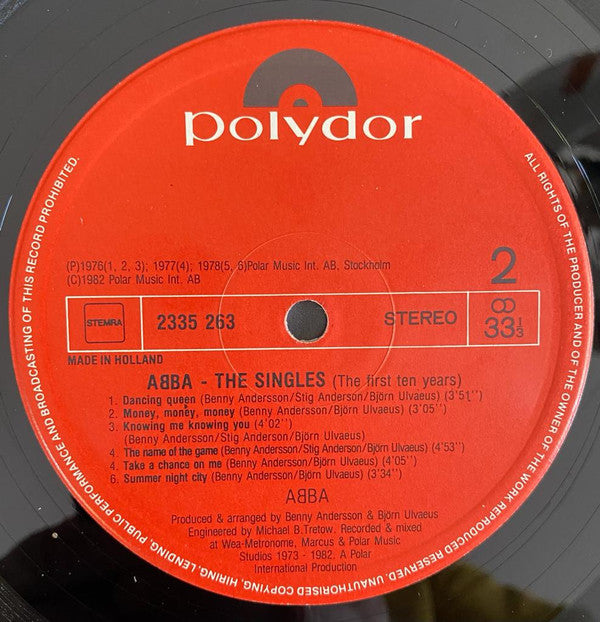 polydor
(P)1976(1, 2, 3); 1977(4); 1978(5, 6)Polar Music Int. AB, Stockholm
(C)1982 Polar Music Int. AB
2
STEMRA
2335 263
STEREO
33 1/3
MADE IN HOLLAND
ABBA - THE SINGLES (The first ten years)
1. Dancing queen (Benny Andersson/Stig Anderson/Björn Ulvaeus) (3'51'')
2. Money, money, money (Benny Andersson/Björn Ulvaeus) (3'05'')
3. Knowing me knowing you (4'02'')
(Benny Andersson/Stig Anderson/Björn Ulvaeus)
4. The name of the game (Benny Andersson/Stig Andersson/Björn Ulvaeus) (4'53'')
4. Take a chance on me (Benny Andersson/Björn Ulvaeus) (4'05'')
6. Summer night city (Benny Andersson/Björn Ulvaeus) (3'34'')
ABBA
Produced & arranged by Benny Andersson & Björn Ulvaeus
Engineered by Michael B.Tretow. Recorded & mixed
at Wea-Metronome, Marcus & Polar Music
Studios 1973 - 1982. A Polar
International Production
ALL RIGHTS OF THE PRODUCER AND OF THE OWNER OF THE WORK REPRODUCED RESERVED. UNAUTHORISED COPYING, HIRING, LENDING, PUBLIC PERFORMANCE AND BROADCASTING OF THIS RECORD PROHIBITED.